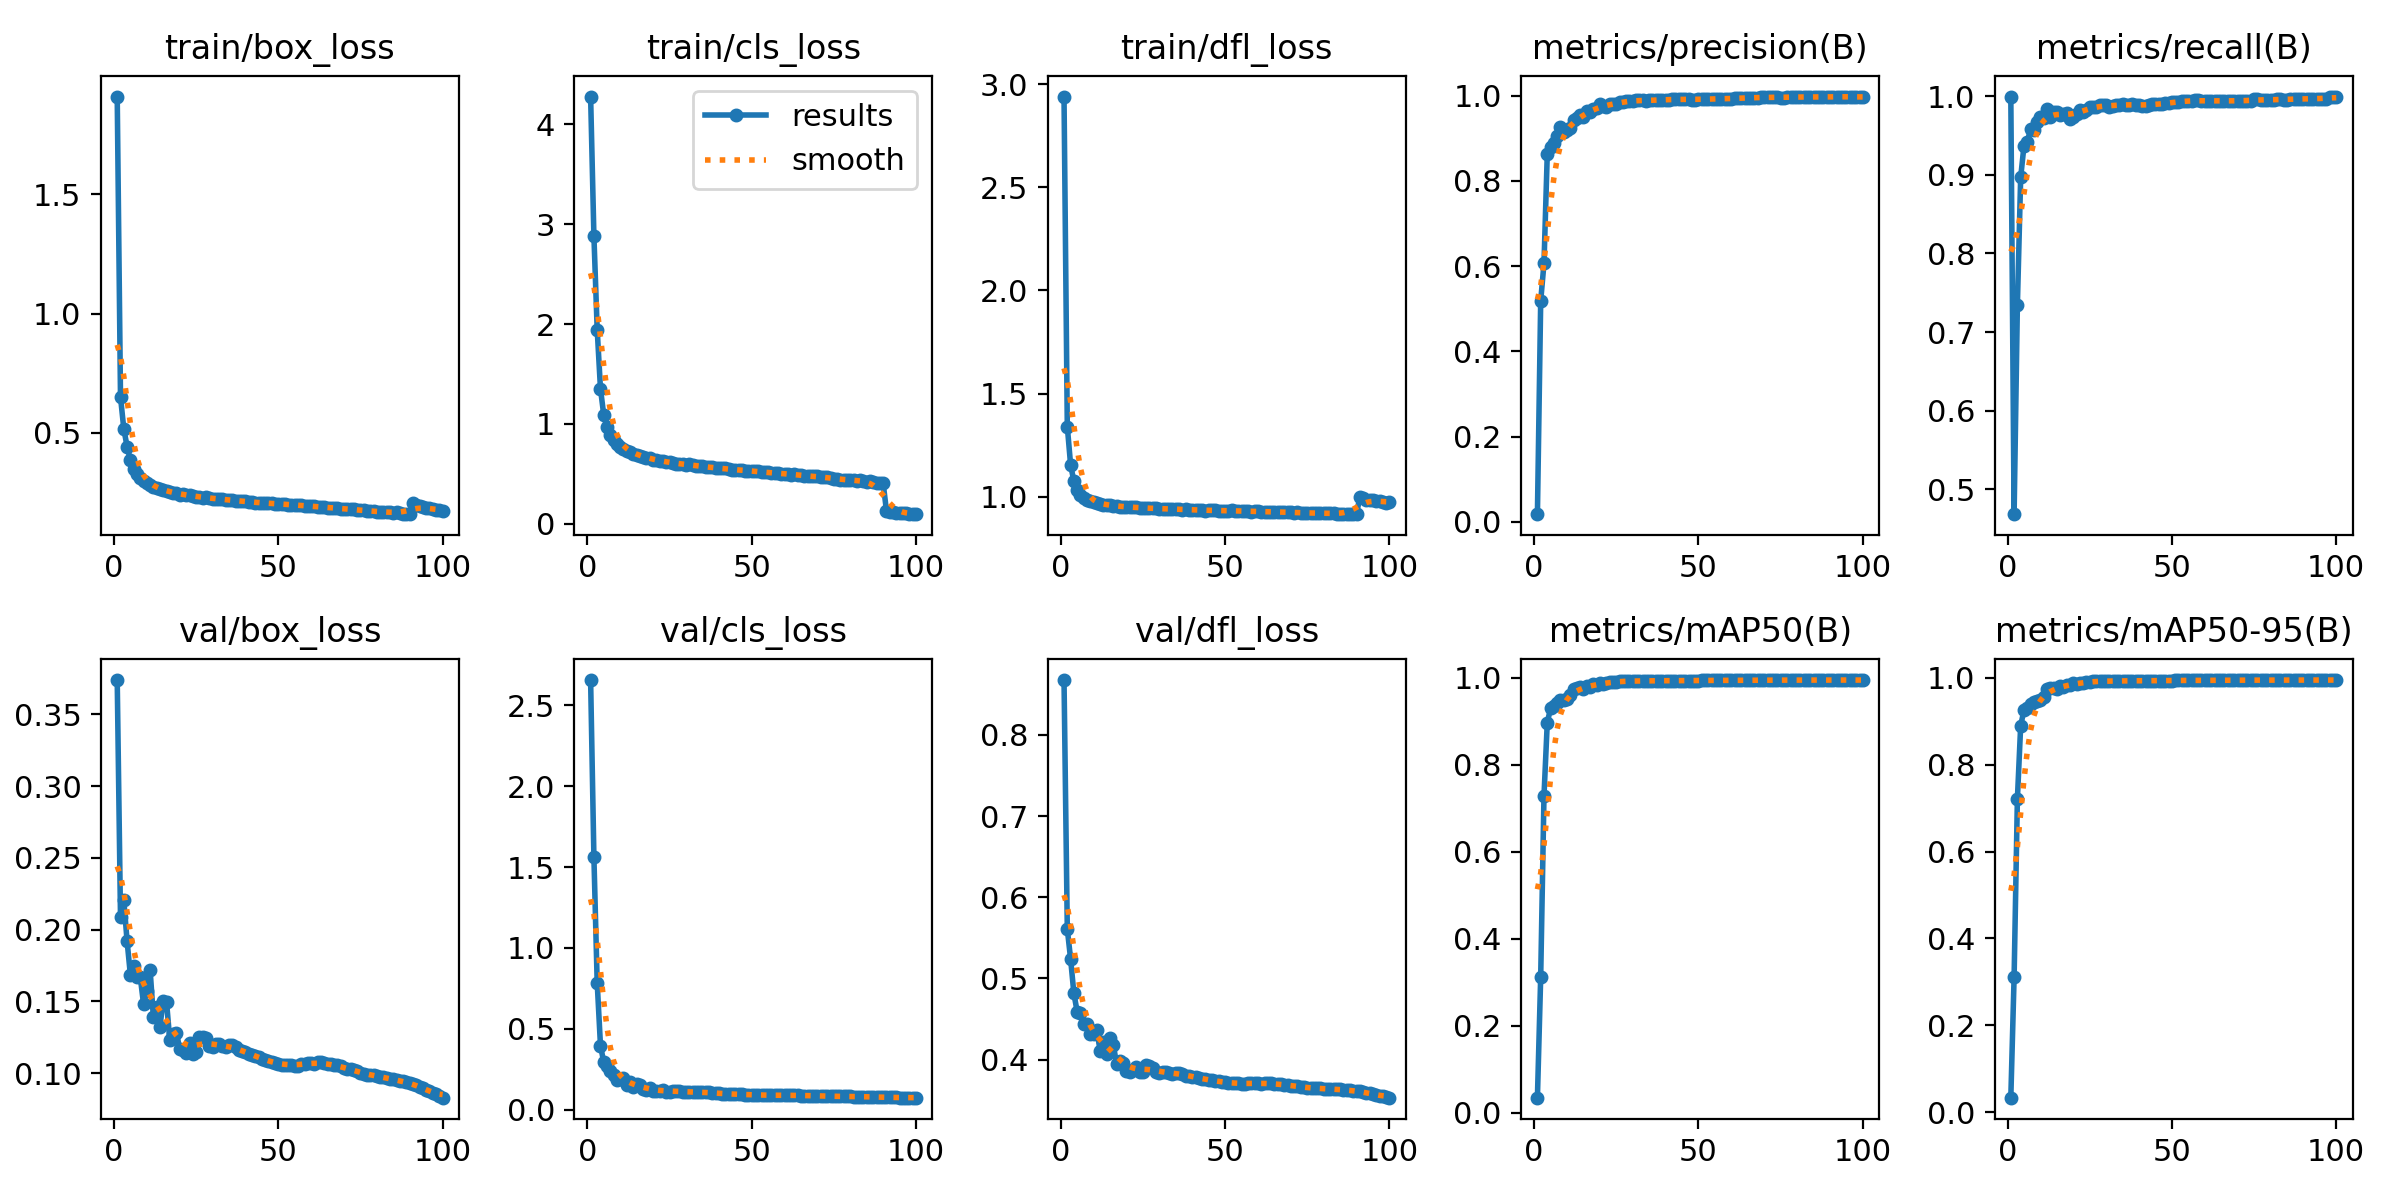 train/box_loss
1.5
1.0
0.5
0 50 100
train/cls_loss
results
smooth
4
3
2
1
0
0 50 100
train/dfl_loss
3.0
2.5
2.0
1.5
1.0
0 50 100
metrics/precision(B)
1.0
0.8
0.6
0.4
0.2
0.0
0 50 100
metrics/recall(B)
1.0
0.9
0.8
0.7
0.6
0.5
0 50 100
val/box_loss
0.35
0.30
0.25
0.20
0.15
0.10
0 50 100
val/cls_loss
2.5
2.0
1.5
1.0
0.5
0.0
0 50 100
val/dfl_loss
0.8
0.7
0.6
0.5
0.4
0 50 100
metrics/mAP50(B)
1.0
0.8
0.6
0.4
0.2
0.0
0 50 100
metrics/mAP50-95(B)
1.0
0.8
0.6
0.4
0.2
0.0
0 50 100